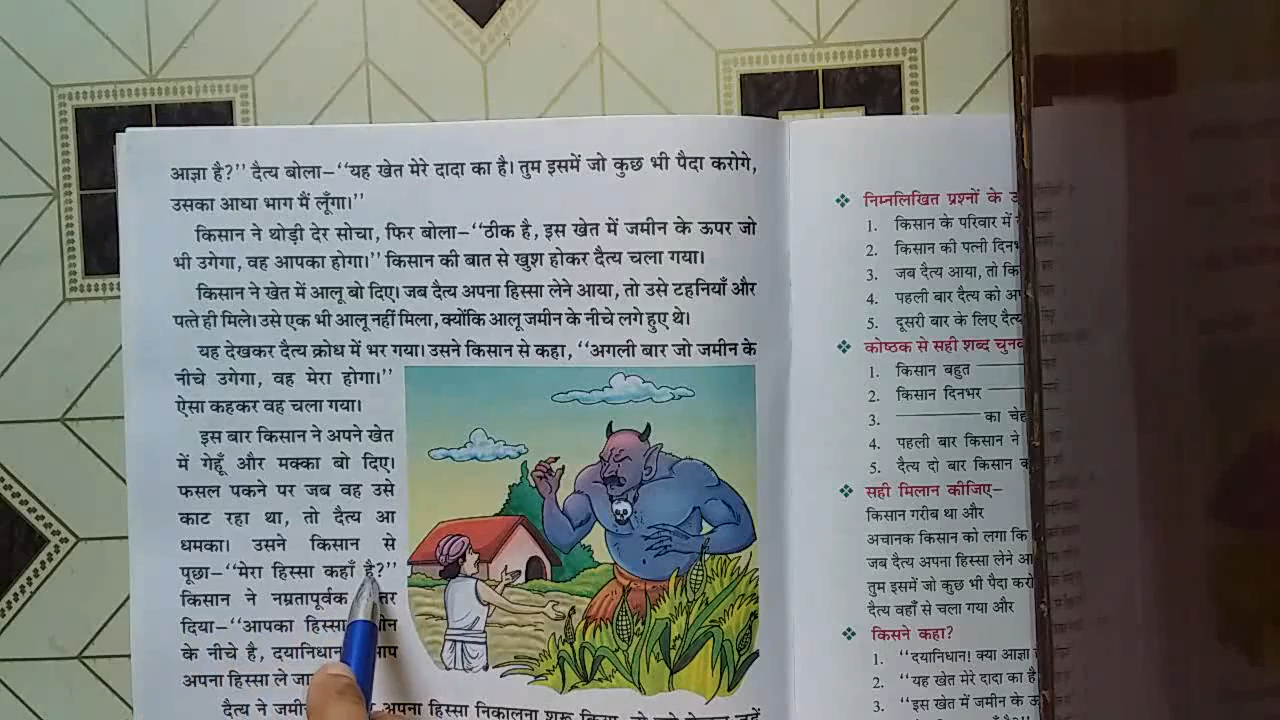 आज्ञा है?’’ दैत्य बोला–‘‘यह खेत मेरे दादा का है। तुम इसमें जो कुछ भी पैदा करोगे,
उसका आधा भाग मैं लूँगा।’’
किसान ने थोड़ी देर सोचा, फिर बोला–‘‘ठीक है, इस खेत में जमीन के ऊपर जो
भी उगेगा, वह आपका होगा।’’ किसान की बात से खुश होकर दैत्य चला गया।
किसान ने खेत में आलू बो दिए। जब दैत्य अपना हिस्सा लेने आया, तो उसे टहनियाँ और
पत्ते ही मिले। उसे एक भी आलू नहीं मिला, क्योंकि आलू जमीन के नीचे लगे हुए थे।
यह देखकर दैत्य क्रोध में भर गया। उसने किसान से कहा, ‘‘अगली बार जो जमीन के
नीचे उगेगा, वह मेरा होगा।’’
ऐसा कहकर वह चला गया।
इस बार किसान ने अपने खेत
में गेहूँ और मक्का बो दिए।
फसल पकने पर जब वह उसे
काट रहा था, तो दैत्य आ
धमका। उसने किसान से
पूछा–‘‘मेरा हिस्सा कहाँ है?’’
किसान ने नम्रतापूर्वक
दिया–‘‘आपका हिस्सा
के नीचे है, दयानिधान
अपना हिस्सा ले
दैत्य ने अपना हिस्सा निकालना शुरू
निम्नलिखित प्रश्नों के
1. किसान के परिवार में
2. किसान की पत्नी
3. जब दैत्य आया, तो
4. पहली बार दैत्य को
5. दूसरी बार के लिए दैत्य
कोष्ठक से सही शब्द
1. किसान बहुत
2. किसान दिनभर
3. का
4. पहली बार किसान ने
5. दैत्य दो बार किसान
सही मिलान कीजिए–
किसान गरीब था और
अचानक किसान को लगा कि
जब दैत्य अपना हिस्सा लेने
तुम इसमें जो कुछ भी पैदा
दैत्य वहाँ से चला गया और
किसने कहा?
1. ‘‘दयानिधान! क्या आज्ञा
2. ‘‘यह खेत मेरे दादा का है
3. ‘‘इस खेत में जमीन के